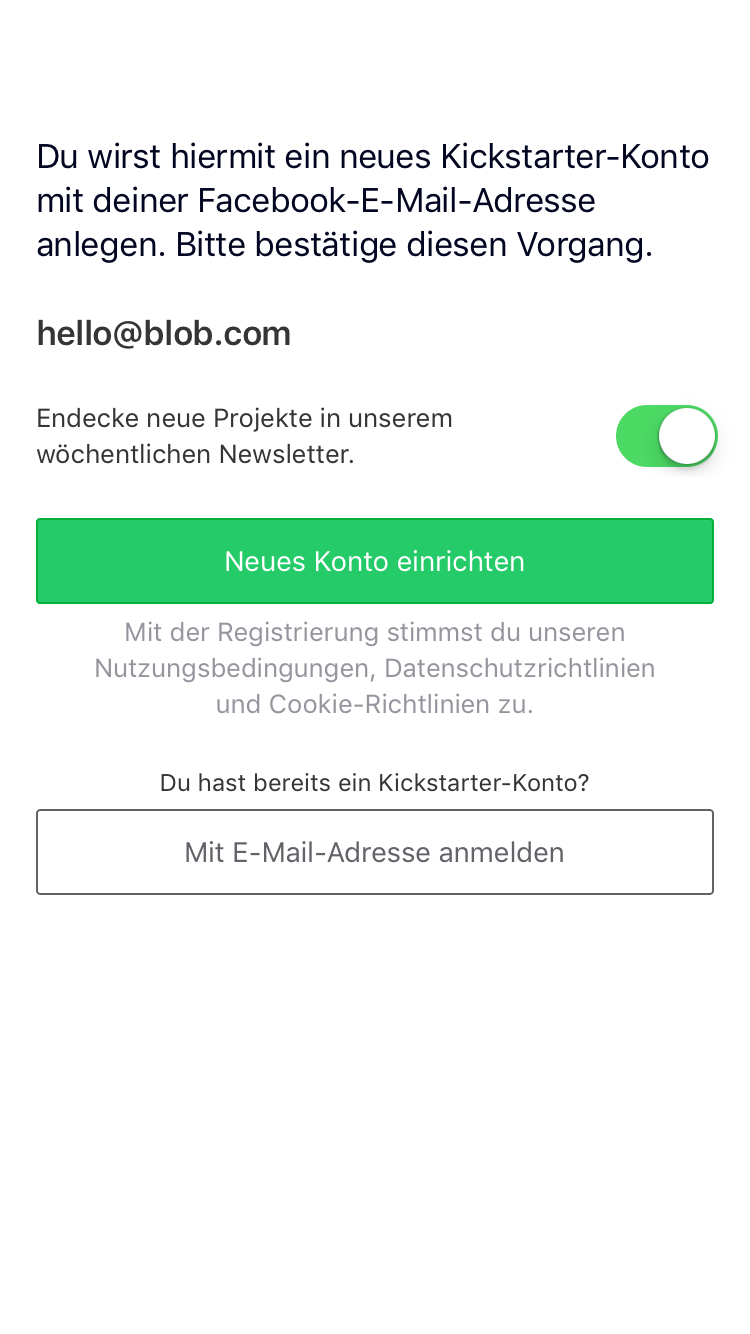 Du wirst hiermit ein neues Kickstarter-Konto
mit deiner Facebook-E-Mail-Adresse
anlegen. Bitte bestätige diesen Vorgang.
hello@blob.com
Endecke neue Projekte in unserem
wöchentlichen Newsletter.
Neues Konto einrichten
Mit der Registrierung stimmst du unseren
Nutzungsbedingungen, Datenschutzrichtlinien
und Cookie-Richtlinien zu.
Du hast bereits ein Kickstarter-Konto?
Mit E-Mail-Adresse anmelden